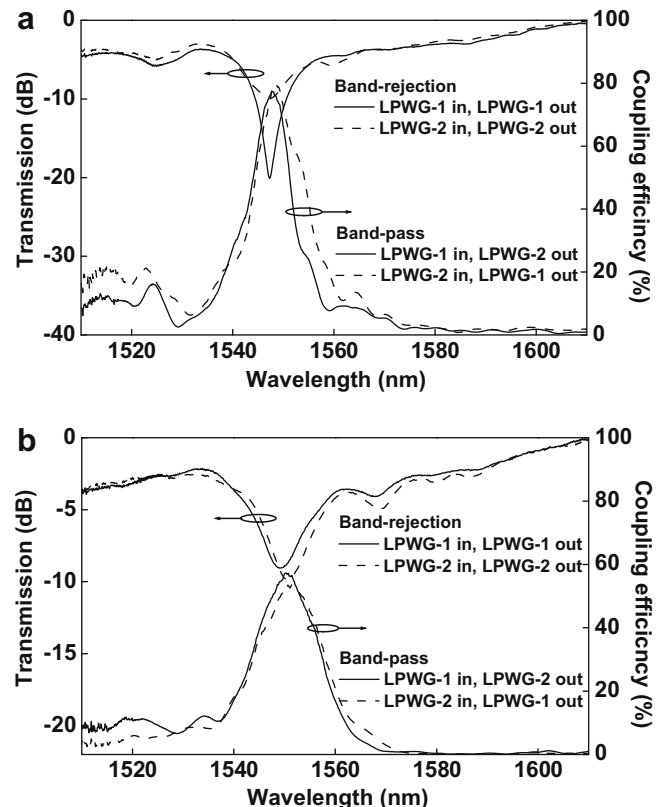 a
0
-10
-20
-30
-40
Transmission (dB)
100
80
60
40
20
0
Coupling efficincy (%)
Band-rejection
LPWG-1 in, LPWG-1 out
LPWG-2 in, LPWG-2 out
Band-pass
LPWG-1 in, LPWG-2 out
LPWG-2 in, LPWG-1 out
1520 1540 1560 1580 1600
Wavelength (nm)
b
0
-5
-10
-15
-20
Transmission (dB)
100
80
60
40
20
0
Coupling efficicncy (%)
Band-rejection
LPWG-1 in, LPWG-1 out
LPWG-2 in, LPWG-2 out
Band-pass
LPWG-1 in, LPWG-2 out
LPWG-2 in, LPWG-1 out
1520 1540 1560 1580 1600
Wavelength (nm)